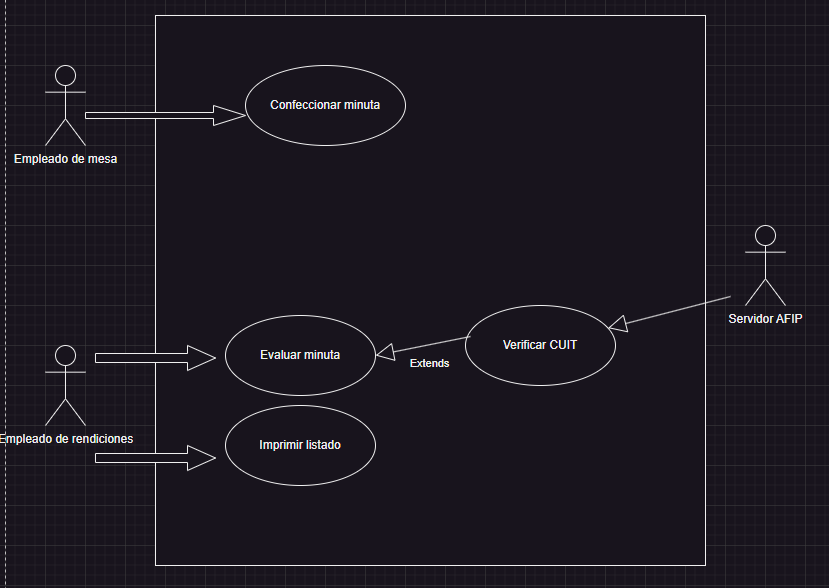 Confeccionar minuta
Empleado de mesa
Servidor AFIP
Evaluar minuta
Verificar CUIT
Extends
Empleado de rendiciones
Imprimir listado